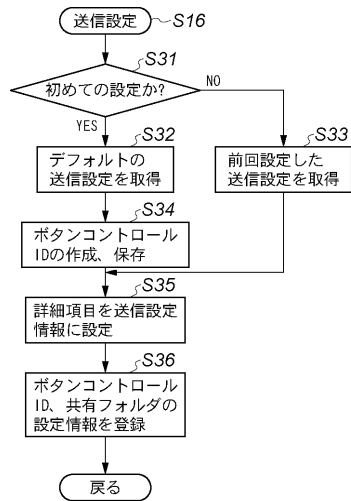 送信設定
S16
S31
初めての設定か?
NO
YES
S32
デフォルトの
送信設定を取得
S33
前回設定した
送信設定を取得
S34
ボタンコントロール
IDの作成、保存
S35
詳細項目を送信設定
情報に設定
S36
ボタンコントロール
ID、共有フォルダの
設定情報を登録
戻る